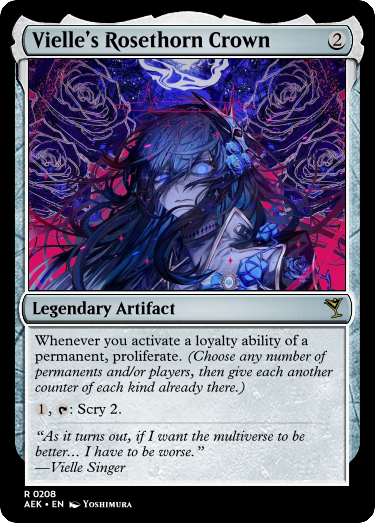 Vielle's Rosethorn Crown 2
Legendary Artifact
Whenever you activate a loyalty ability of a
permanent, proliferate. (Choose any number of
permanents and/or players, then give each another
counter of each kind already there.)
1, : Scry 2.
“As it turns out, if I want the multiverse to be
better... I have to be worse.”
—Vielle Singer
R 0208
AEK • EN Yoshimura